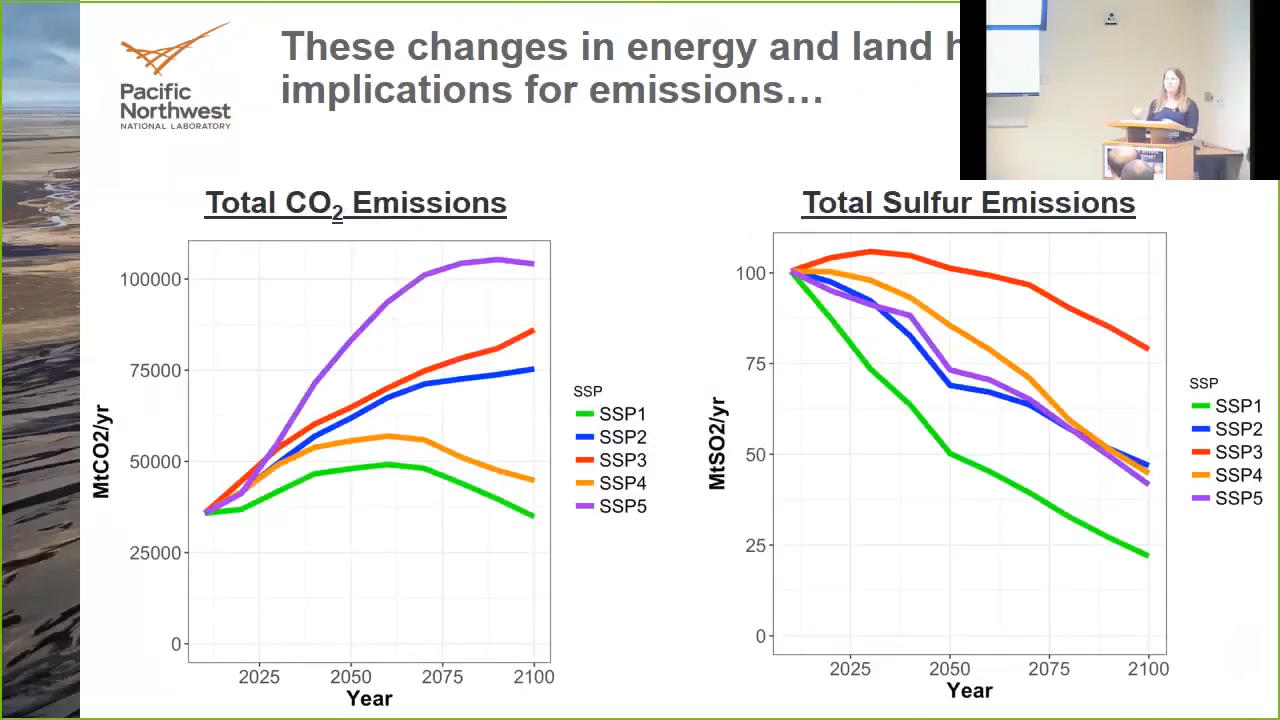 These changes in energy and land h
implications for emissions…
Pacific
Northwest
NATIONAL LABORATORY
Total CO2 Emissions
100000
75000
50000
25000
0
MtCO2/yr
2025 2050 2075 2100
Year
SSP
SSP1
SSP2
SSP3
SSP4
SSP5
Total Sulfur Emissions
100
75
50
25
0
MtSO2/yr
2025 2050 2075 2100
Year
SSP
SSP1
SSP2
SSP3
SSP4
SSP5